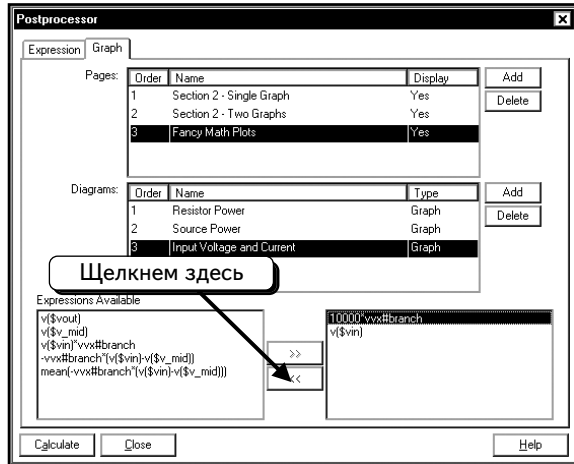 Postprocessor
Expression Graph
Pages: Order Name Display Add
1 Section 2 - Single Graph Yes Delete
2 Section 2 - Two Graphs Yes
3 Fancy Math Plots Yes
Diagrams: Order Name Type Add
1 Resistor Power Graph Delete
2 Source Power Graph
3 Input Voltage and Current Graph
Щелкнем здесь
Expressions Available
v($vout) 10000*vvx#branch
v($v_mid) v($vin)
v($vin)*vvx#branch
-vvx#branch*(v($vin)-v($v_mid)) >>
mean(-vvx#branch*(v($vin)-v($v_mid))) <<
Calculate Close Help